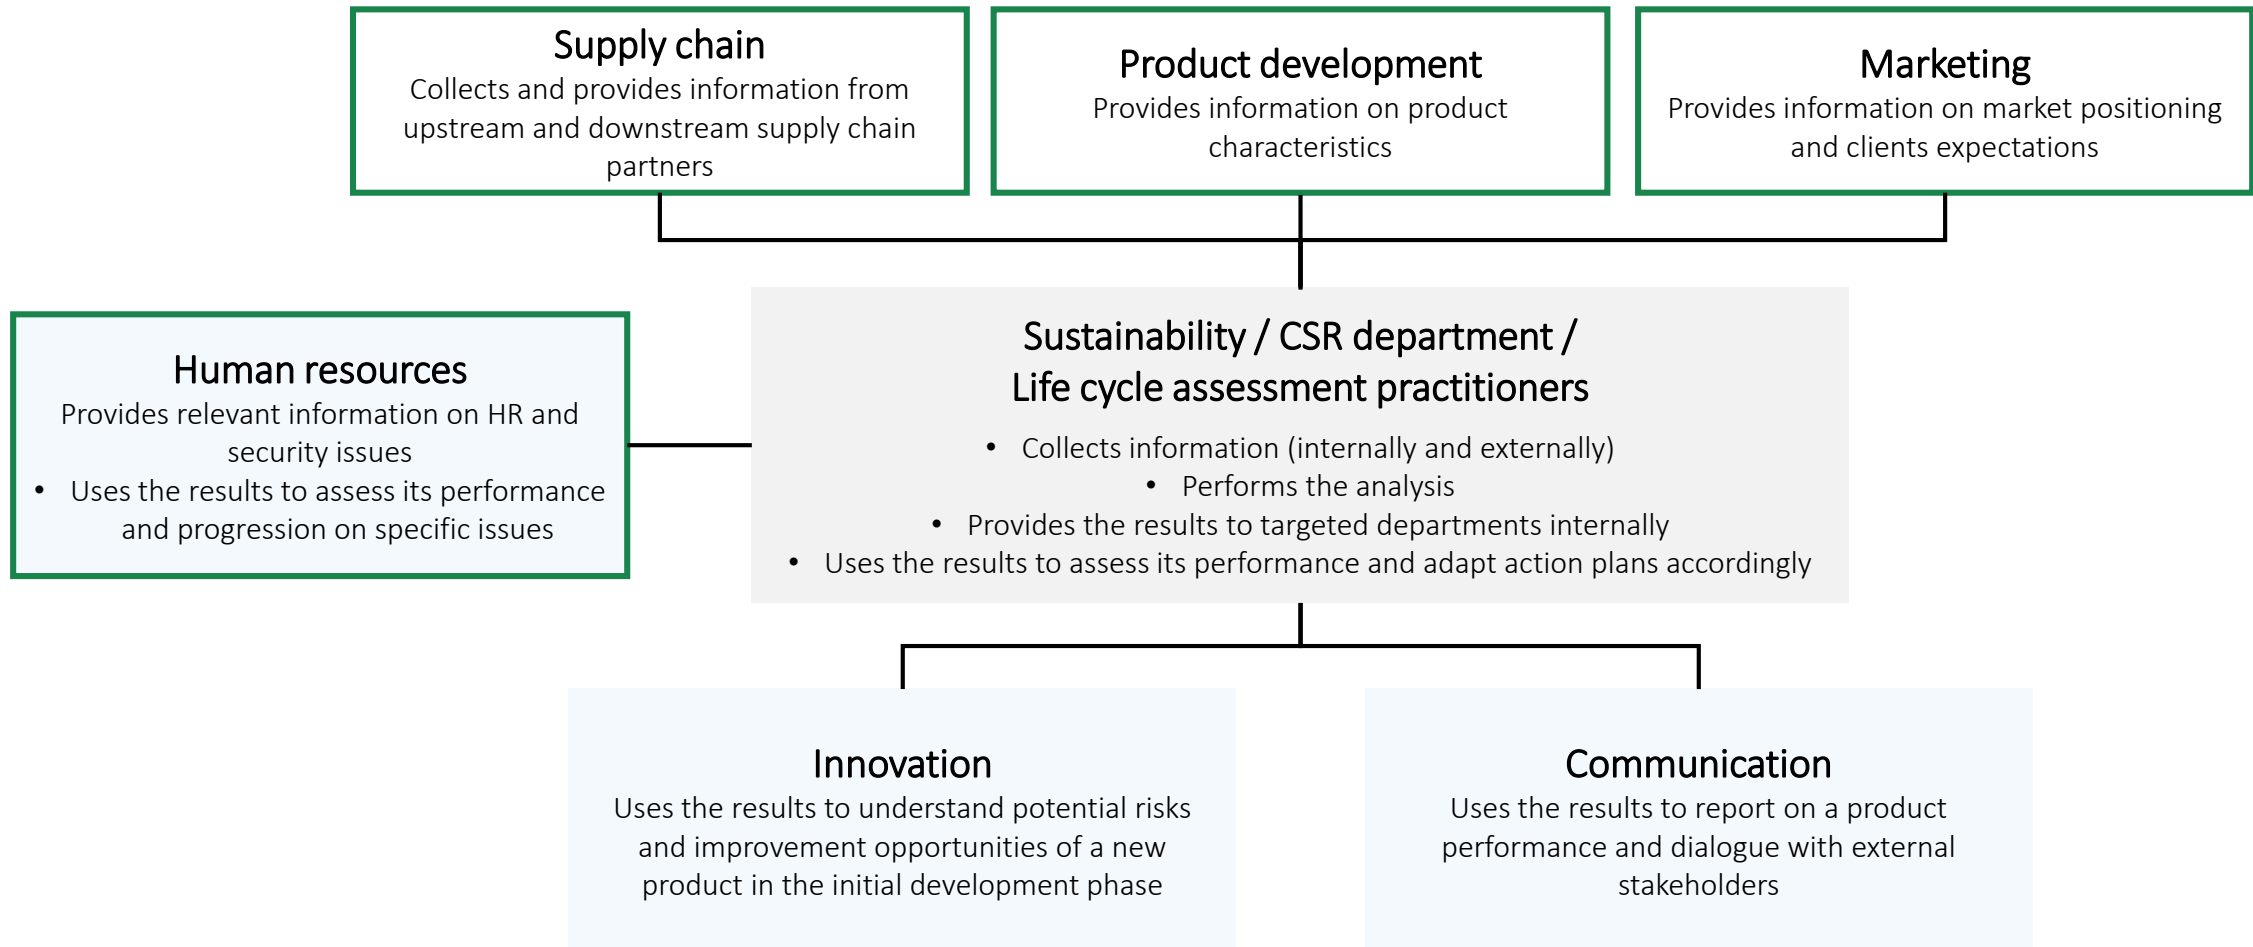 Supply chain
Collects and provides information from
upstream and downstream supply chain
partners
Product development
Provides information on product
characteristics
Marketing
Provides information on market positioning
and clients expectations
Human resources
Provides relevant information on HR and
security issues
• Uses the results to assess its performance
and progression on specific issues
Sustainability / CSR department /
Life cycle assessment practitioners
• Collects information (internally and externally)
• Performs the analysis
• Provides the results to targeted departments internally
• Uses the results to assess its performance and adapt action plans accordingly
Innovation
Uses the results to understand potential risks
and improvement opportunities of a new
product in the initial development phase
Communication
Uses the results to report on a product
performance and dialogue with external
stakeholders